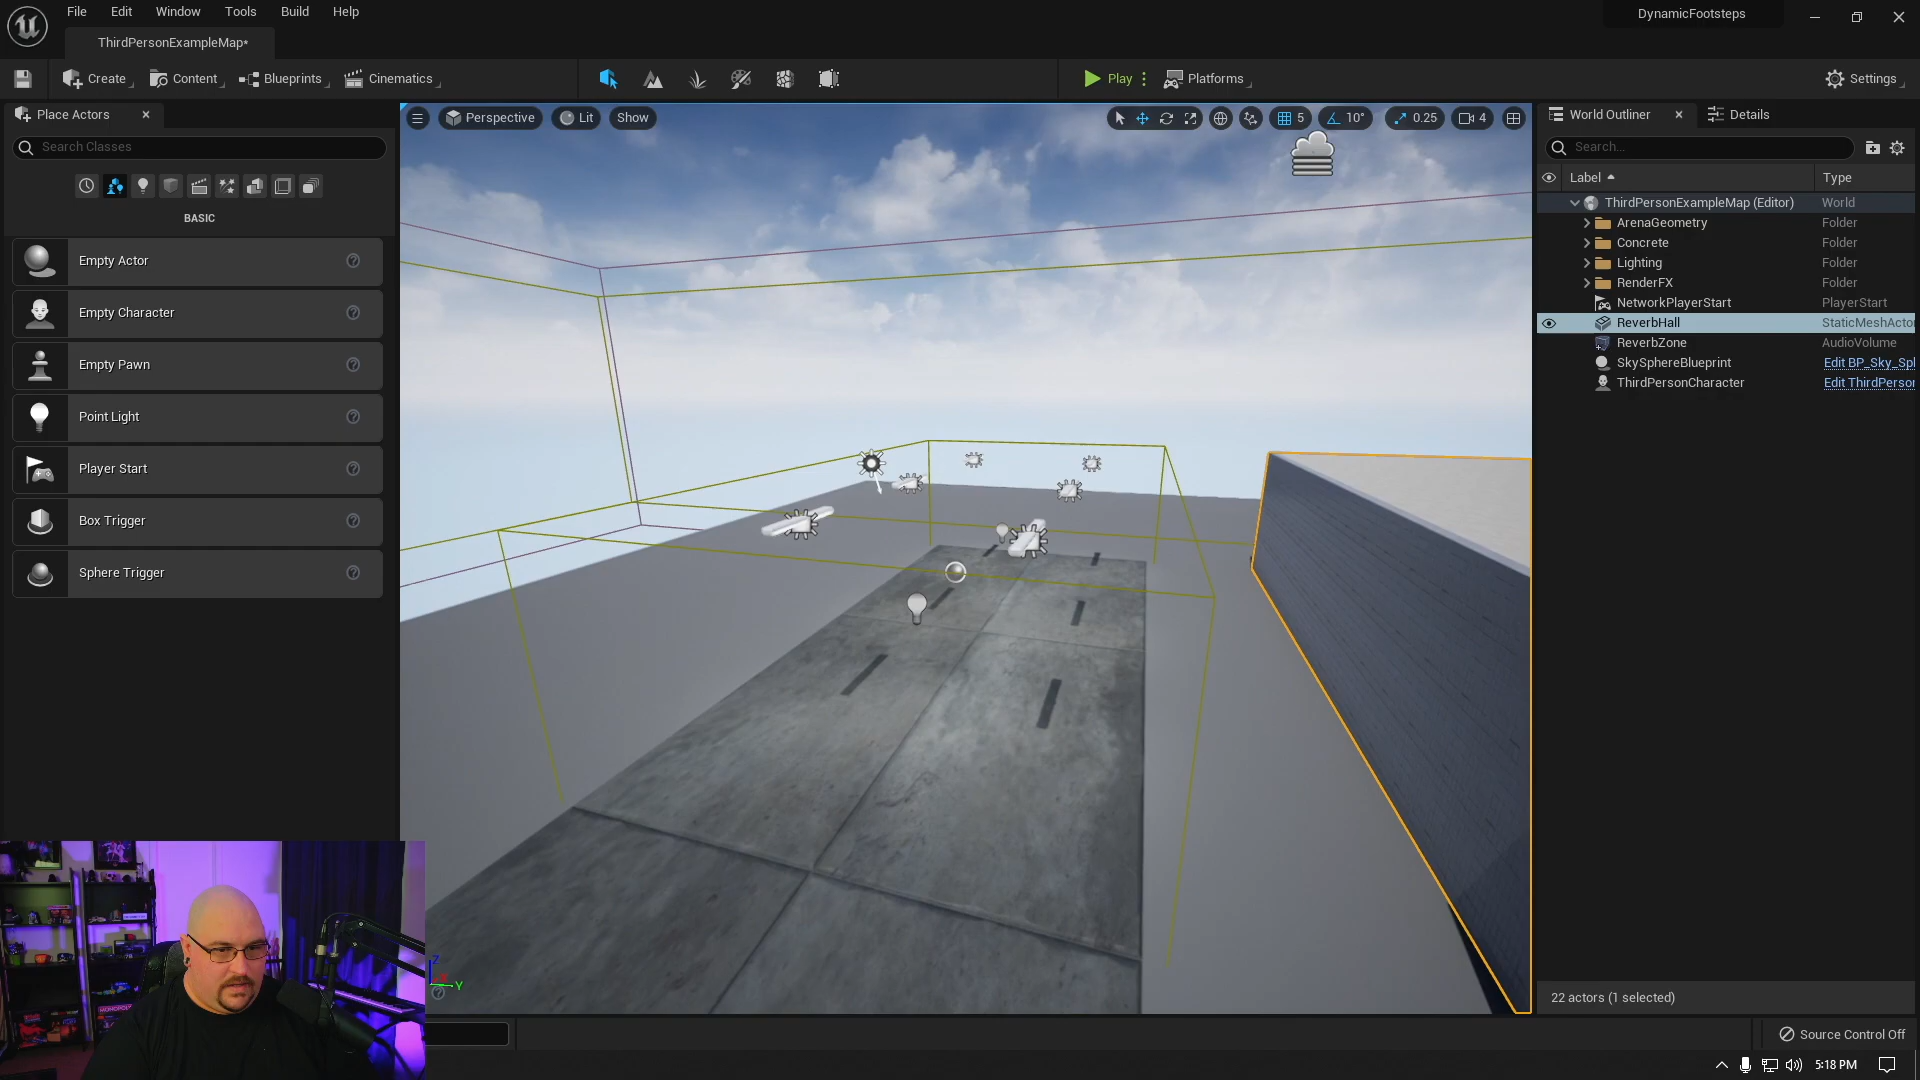 File Edit Window Tools Build Help
DynamicFootsteps
ThirdPersonExampleMap*
Create Content Blueprints Cinematics
Play Platforms
Settings
Place Actors
Search Classes
BASIC
Empty Actor
Empty Character
Empty Pawn
Point Light
Player Start
Box Trigger
Sphere Trigger
Perspective Lit Show
5 10° 0.25 4
World Outliner
Details
Search...
Label Type
ThirdPersonExampleMap (Editor) World
ArenaGeometry Folder
Concrete Folder
Lighting Folder
RenderFX Folder
NetworkPlayerStart PlayerStart
ReverbHall StaticMeshActo
ReverbZone AudioVolume
SkySphereBlueprint Edit BP_Sky_Spl
ThirdPersonCharacter Edit ThirdPerson
Z
Y
22 actors (1 selected)
Source Control Off
5:18 PM